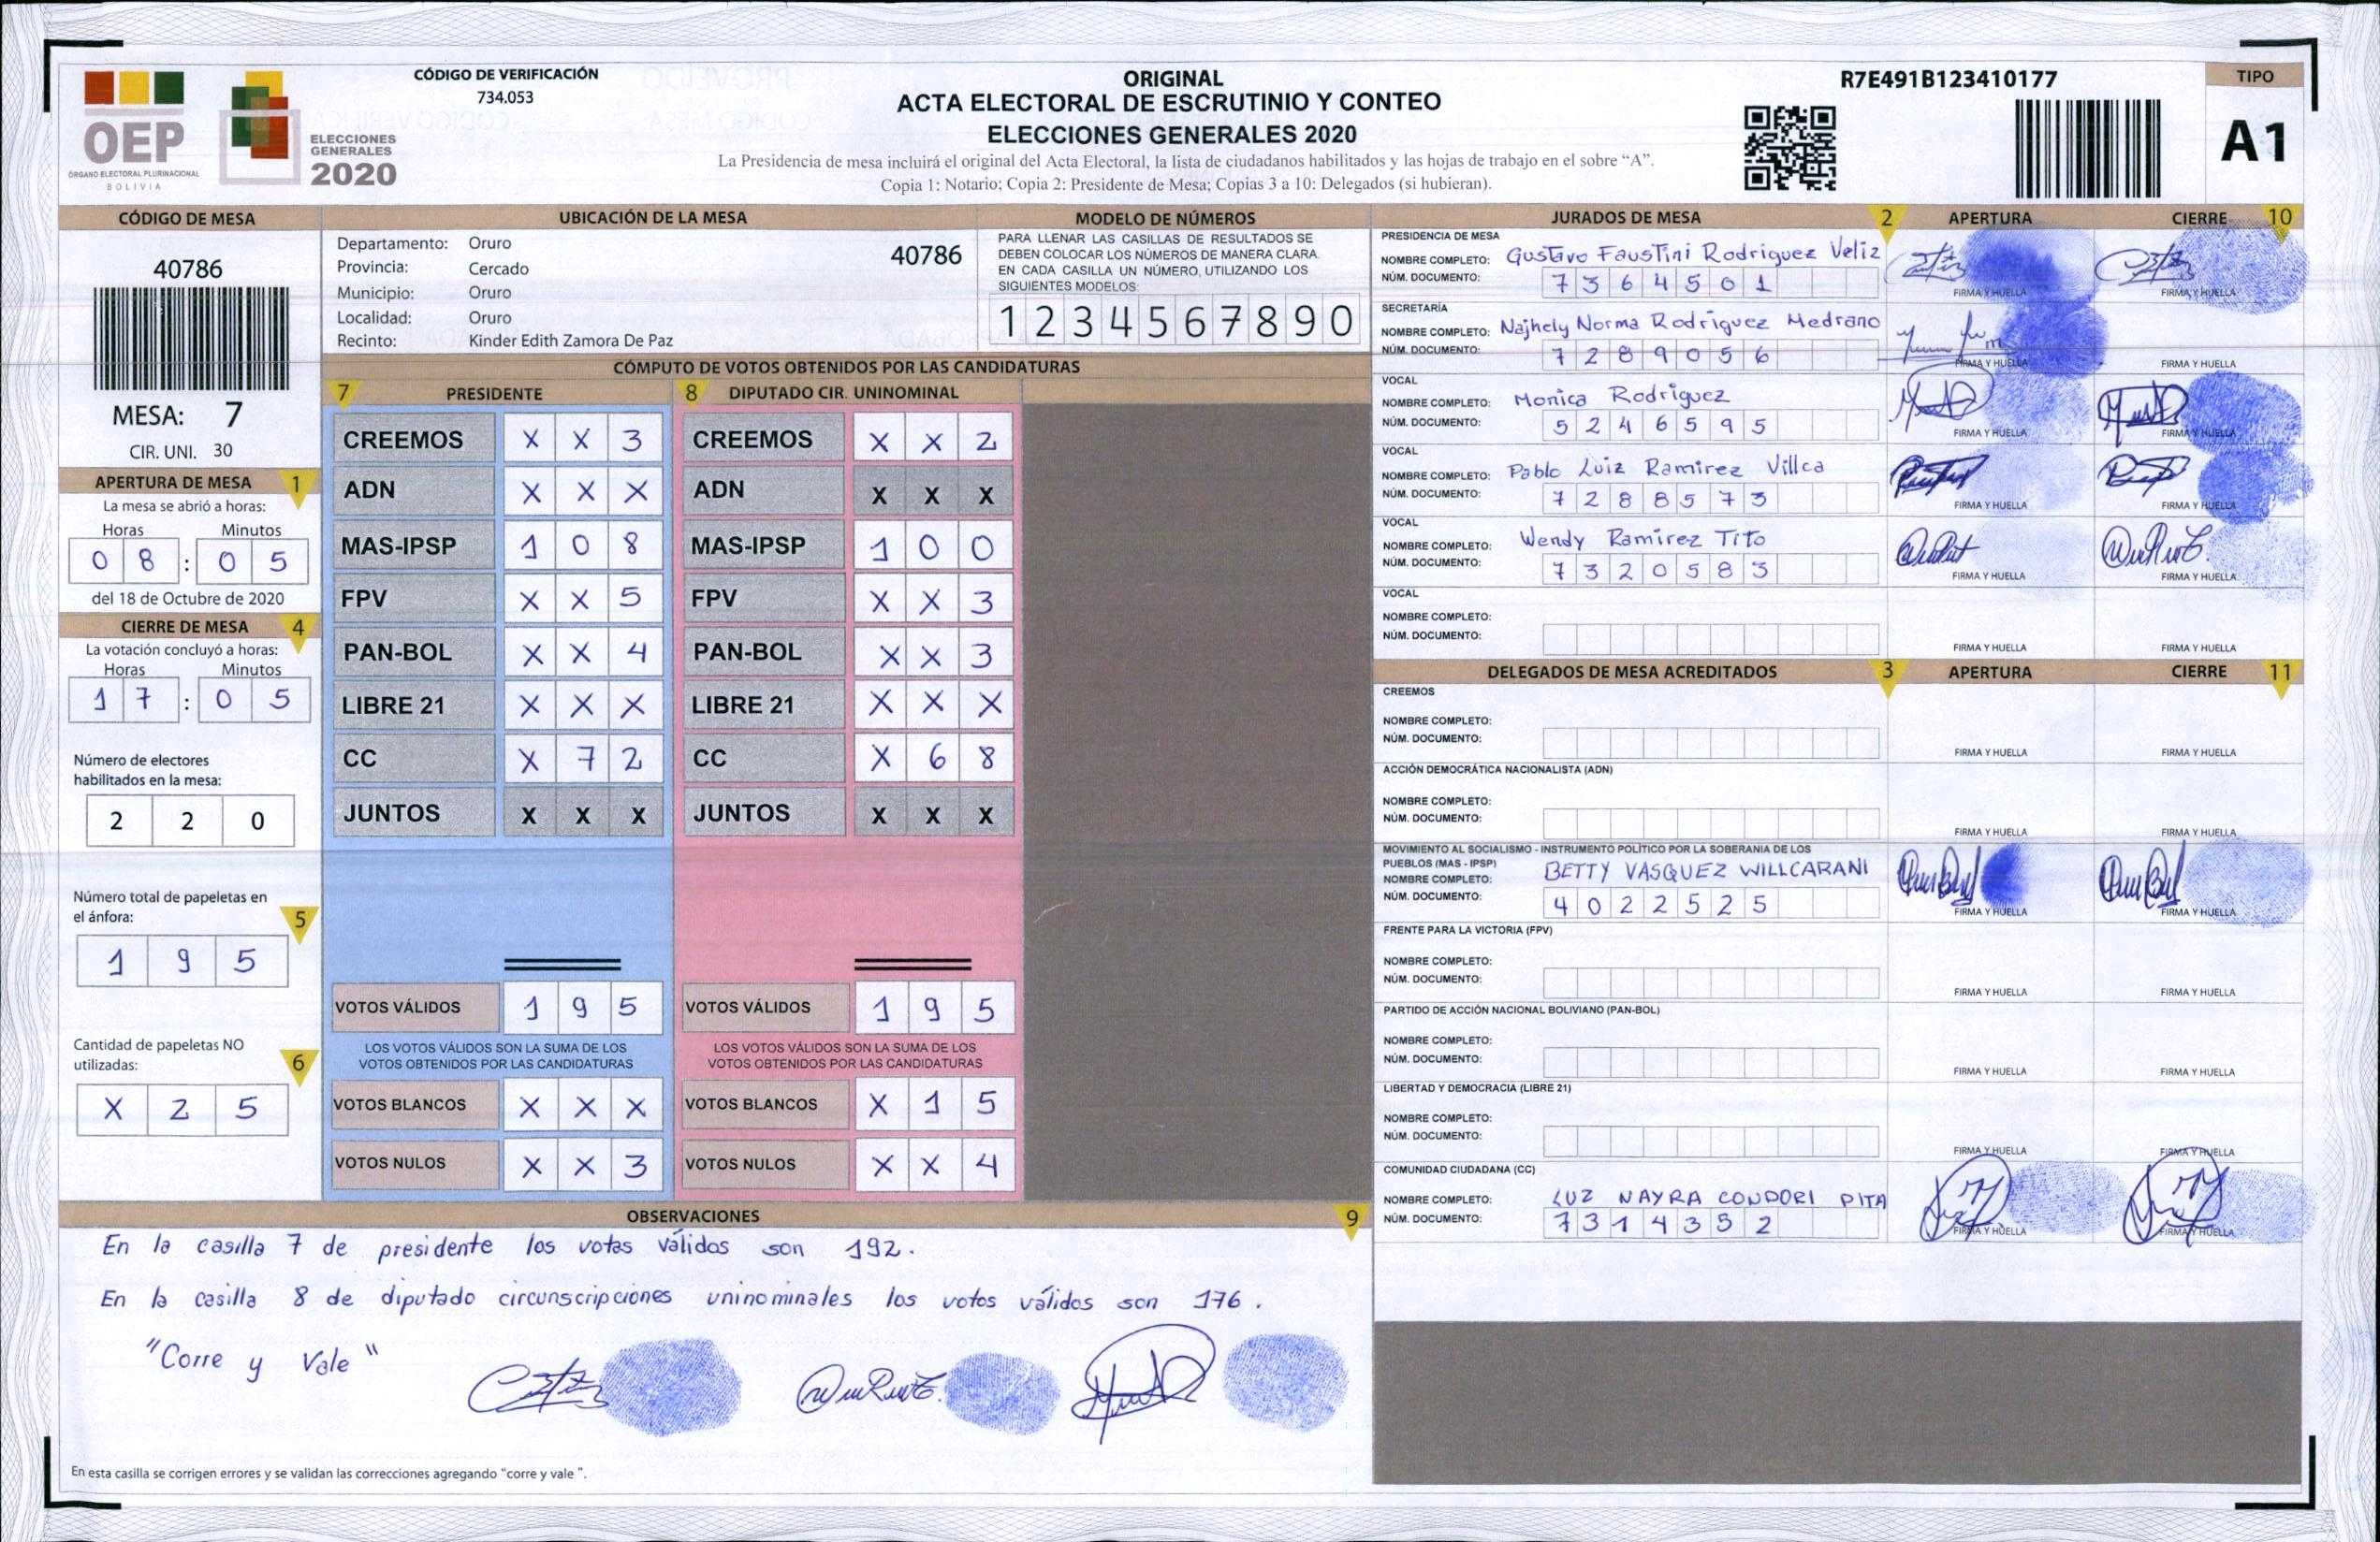 CÓDIGO DE VERIFICACIÓN
734.053
OEP
ÓRGANO ELECTORAL PLURINACIONAL
BOLIVIA
ELECCIONES
GENERALES
2020
ORIGINAL
ACTA ELECTORAL DE ESCRUTINIO Y CONTEO
ELECCIONES GENERALES 2020
La Presidencia de mesa incluirá el original del Acta Electoral, la lista de ciudadanos habilitados y las hojas de trabajo en el sobre “A”.
Copia 1: Notario; Copia 2: Presidente de Mesa; Copias 3 a 10: Delegados (si hubieran).
R7E491B123410177
TIPO
A1
CÓDIGO DE MESA
40786
MESA: 7
CIR. UNI. 30
APERTURA DE MESA 1
La mesa se abrió a horas:
Horas Minutos
0 8 : 0 5
del 18 de Octubre de 2020
CIERRE DE MESA 4
La votación concluyó a horas:
Horas Minutos
1 7 : 0 5
Número de electores
habilitados en la mesa:
2 2 0
Número total de papeletas en
el ánfora: 5
1 9 5
Cantidad de papeletas NO
utilizadas: 6
X 2 5
UBICACIÓN DE LA MESA
Departamento: Oruro 40786
Provincia: Cercado
Municipio: Oruro
Localidad: Oruro
Recinto: Kinder Edith Zamora De Paz
MODELO DE NÚMEROS
PARA LLENAR LAS CASILLAS DE RESULTADOS SE
DEBEN COLOCAR LOS NÚMEROS DE MANERA CLARA.
EN CADA CASILLA UN NÚMERO, UTILIZANDO LOS
SIGUIENTES MODELOS:
1 2 3 4 5 6 7 8 9 0
CÓMPUTO DE VOTOS OBTENIDOS POR LAS CANDIDATURAS
7 PRESIDENTE 8 DIPUTADO CIR. UNINOMINAL
CREEMOS X X 3 CREEMOS X X 2
ADN X X X ADN X X X
MAS-IPSP 1 0 8 MAS-IPSP 1 0 0
FPV X X 5 FPV X X 3
PAN-BOL X X 4 PAN-BOL X X 3
LIBRE 21 X X X LIBRE 21 X X X
CC X 7 2 CC X 6 8
JUNTOS X X X JUNTOS X X X
VOTOS VÁLIDOS 1 9 5 VOTOS VÁLIDOS 1 9 5
LOS VOTOS VÁLIDOS SON LA SUMA DE LOS LOS VOTOS VÁLIDOS SON LA SUMA DE LOS
VOTOS OBTENIDOS POR LAS CANDIDATURAS VOTOS OBTENIDOS POR LAS CANDIDATURAS
VOTOS BLANCOS X X X VOTOS BLANCOS X 1 5
VOTOS NULOS X X 3 VOTOS NULOS X X 4
OBSERVACIONES 9
En la casilla 7 de presidente los votos válidos son 192.
En la casilla 8 de diputado circunscripciones uninominales los votos válidos son 176.
"Corre y Vale"
En esta casilla se corrigen errores y se validan las correcciones agregando "corre y vale ".
JURADOS DE MESA 2 APERTURA CIERRE 10
PRESIDENCIA DE MESA
NOMBRE COMPLETO: Gustavo Faustini Rodriguez Veliz
NÚM. DOCUMENTO: 7 3 6 4 5 0 1
FIRMA Y HUELLA FIRMA Y HUELLA
SECRETARÍA
NOMBRE COMPLETO: Najhely Norma Rodriguez Medrano
NÚM. DOCUMENTO: 7 2 8 9 0 5 6
FIRMA Y HUELLA FIRMA Y HUELLA
VOCAL
NOMBRE COMPLETO: Monica Rodriguez
NÚM. DOCUMENTO: 5 2 4 6 5 9 5
FIRMA Y HUELLA FIRMA Y HUELLA
VOCAL
NOMBRE COMPLETO: Pablo Luiz Ramirez Villca
NÚM. DOCUMENTO: 7 2 8 8 5 7 3
FIRMA Y HUELLA FIRMA Y HUELLA
VOCAL
NOMBRE COMPLETO: Wendy Ramirez Tito
NÚM. DOCUMENTO: 7 3 2 0 5 8 3
FIRMA Y HUELLA FIRMA Y HUELLA
VOCAL
NOMBRE COMPLETO:
NÚM. DOCUMENTO:
FIRMA Y HUELLA FIRMA Y HUELLA
DELEGADOS DE MESA ACREDITADOS 3 APERTURA CIERRE 11
CREEMOS
NOMBRE COMPLETO:
NÚM. DOCUMENTO:
FIRMA Y HUELLA FIRMA Y HUELLA
ACCIÓN DEMOCRÁTICA NACIONALISTA (ADN)
NOMBRE COMPLETO:
NÚM. DOCUMENTO:
FIRMA Y HUELLA FIRMA Y HUELLA
MOVIMIENTO AL SOCIALISMO - INSTRUMENTO POLÍTICO POR LA SOBERANIA DE LOS
PUEBLOS (MAS - IPSP)
NOMBRE COMPLETO: BETTY VASQUEZ WILLCARANI
NÚM. DOCUMENTO: 4 0 2 2 5 2 5
FIRMA Y HUELLA FIRMA Y HUELLA
FRENTE PARA LA VICTORIA (FPV)
NOMBRE COMPLETO:
NÚM. DOCUMENTO:
FIRMA Y HUELLA FIRMA Y HUELLA
PARTIDO DE ACCIÓN NACIONAL BOLIVIANO (PAN-BOL)
NOMBRE COMPLETO:
NÚM. DOCUMENTO:
FIRMA Y HUELLA FIRMA Y HUELLA
LIBERTAD Y DEMOCRACIA (LIBRE 21)
NOMBRE COMPLETO:
NÚM. DOCUMENTO:
FIRMA Y HUELLA FIRMA Y HUELLA
COMUNIDAD CIUDADANA (CC)
NOMBRE COMPLETO: LUZ NAYRA CONDORI PITA
NÚM. DOCUMENTO: 7 3 1 4 3 5 2
FIRMA Y HUELLA FIRMA Y HUELLA